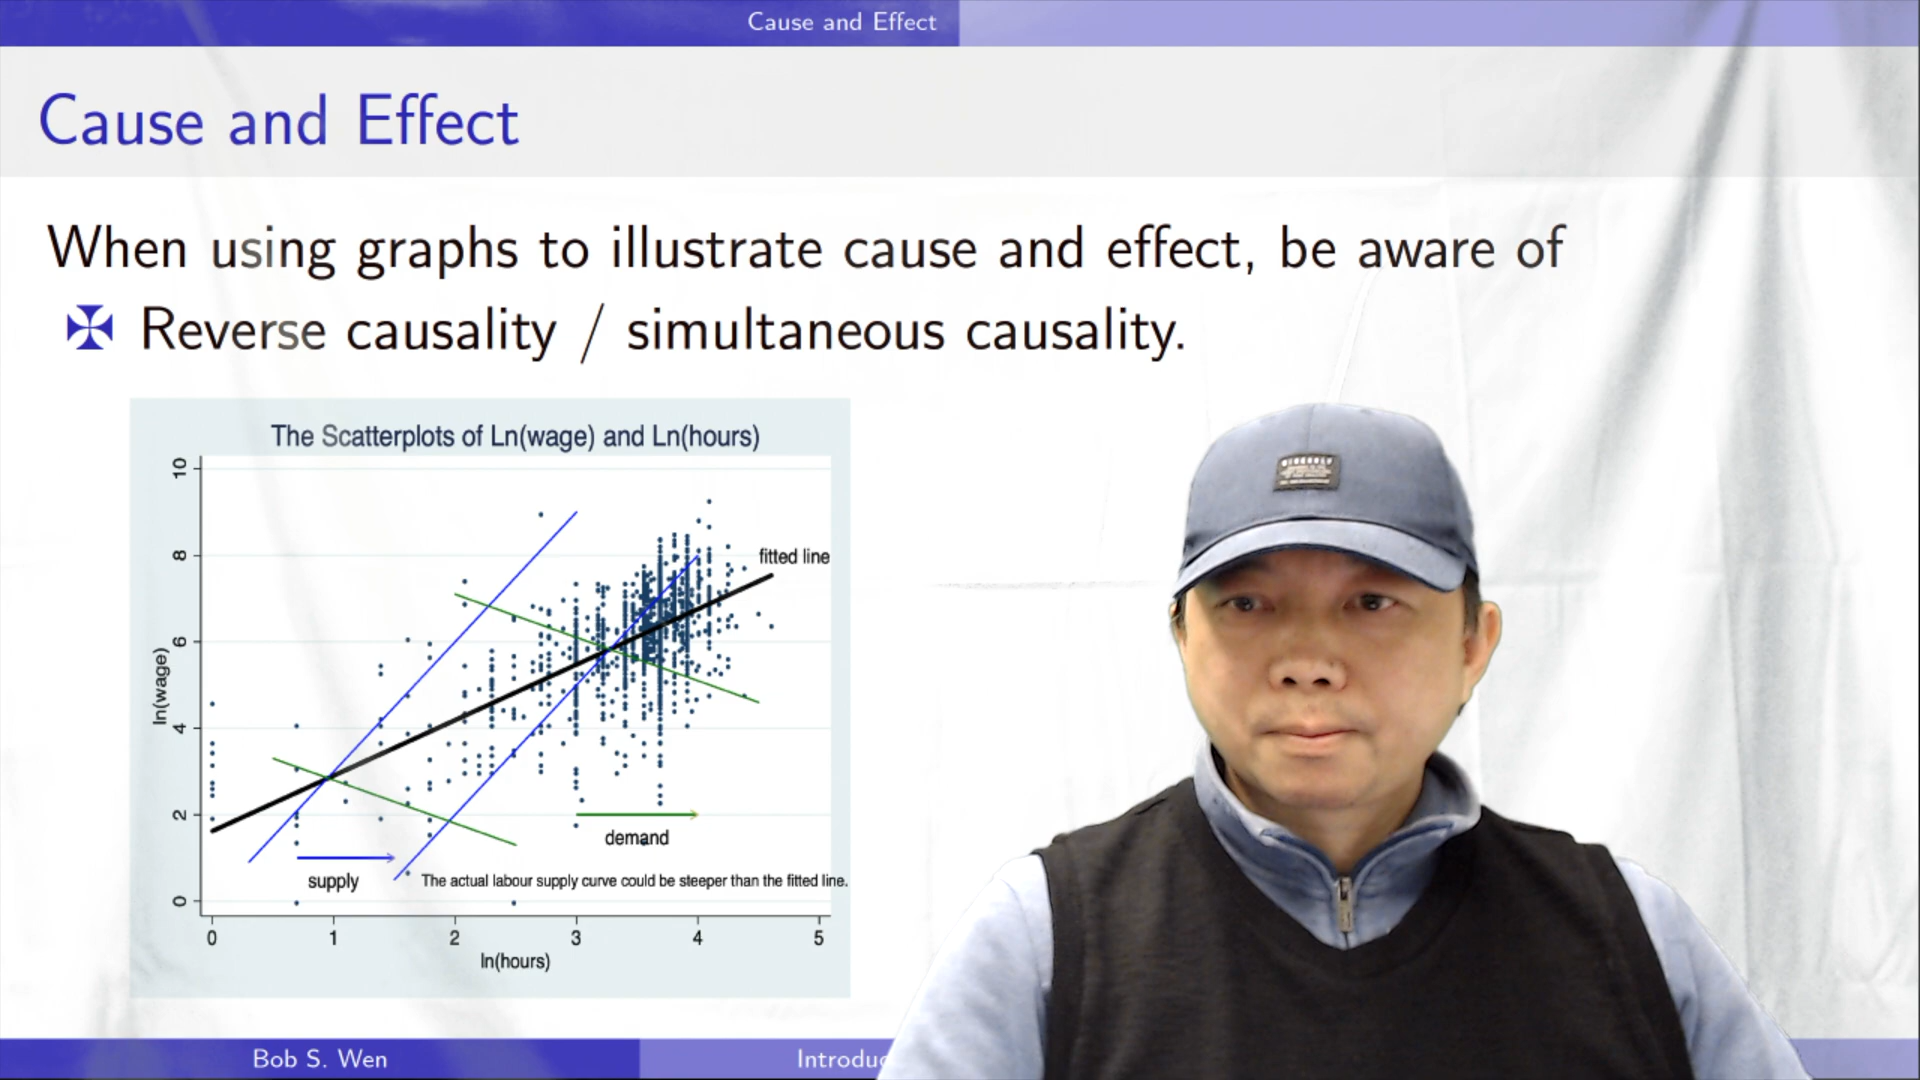 Cause and Effect
Cause and Effect
When using graphs to illustrate cause and effect, be aware of
Reverse causality / simultaneous causality.
The Scatterplots of Ln(wage) and Ln(hours)
10
8
6
4
2
0
ln(wage)
fitted line
demand
supply
The actual labour supply curve could be steeper than the fitted line.
0 1 2 3 4 5
ln(hours)
Bob S. Wen
Introduc